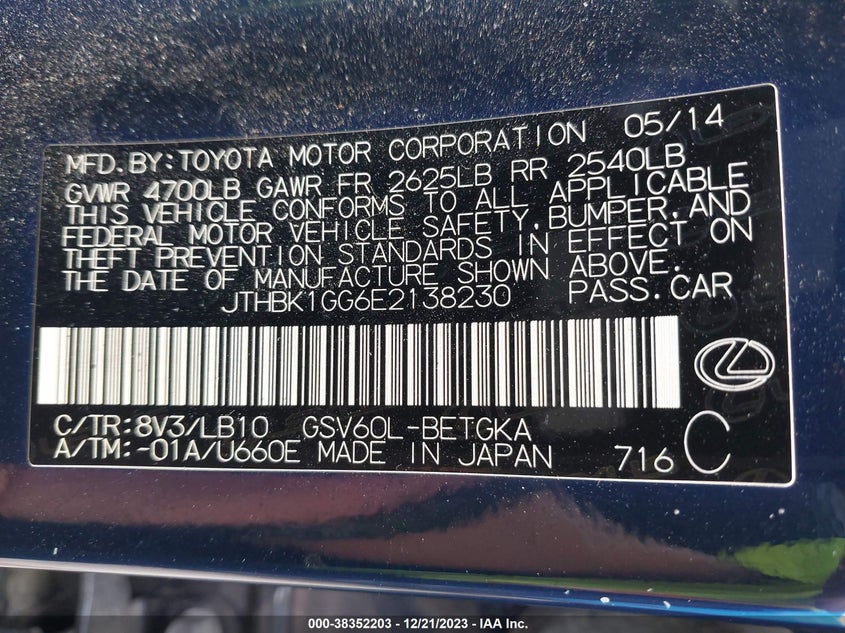 MFD.BY:TOYOTA MOTOR CORPORATION 05/14
GVWR 4700LB GAWR FR 2625LB RR 2540LB
THIS VEHICLE CONFORMS TO ALL APPLICABLE
FEDERAL MOTOR VEHICLE SAFETY,BUMPER,AND
THEFT PREVENTION STANDARDS IN EFFECT ON
THE DATE OF MANUFACTURE SHOWN ABOVE.
JTHBK1GG6E2138230 PASS.CAR
C/TR:8V3/LB10 GSV60L-BETGKA
A/TM:-01A/U660E MADE IN JAPAN 716 C
000-38352203 - 12/21/2023 - IAA Inc.